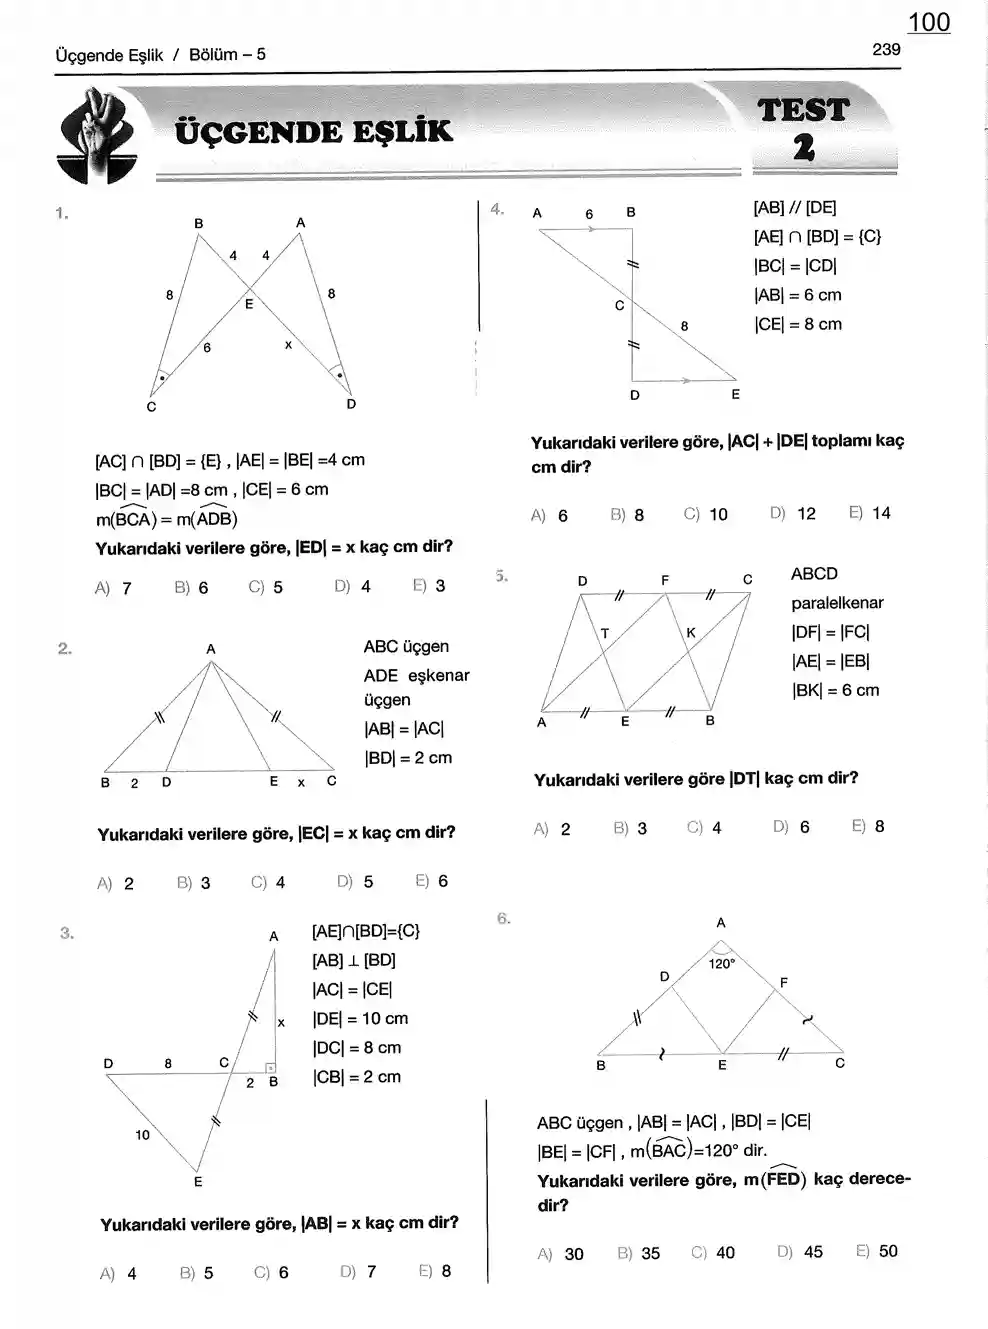 100
Üçgende Eşlik / Bölüm – 5
239
ÜÇGENDE EŞLİK
TEST
2
1.
B
A
4
4
8
E
8
6
x
C
D
[AC] ∩ [BD] = {E} , |AE| = |BE| =4 cm
|BC| = |AD| =8 cm , |CE| = 6 cm
m(BCA) = m(ADB)
Yukarıdaki verilere göre, |ED| = x kaç cm dir?
A) 7 B) 6 C) 5 D) 4 E) 3
2.
A
B 2 D E x C
ABC üçgen
ADE eşkenar
üçgen
|AB| = |AC|
|BD| = 2 cm
Yukarıdaki verilere göre, |EC| = x kaç cm dir?
A) 2 B) 3 C) 4 D) 5 E) 6
3.
A
x
D 8 C
2 B
10
E
[AE]∩[BD]={C}
[AB] ⊥ [BD]
|AC| = |CE|
|DE| = 10 cm
|DC| = 8 cm
|CB| = 2 cm
Yukarıdaki verilere göre, |AB| = x kaç cm dir?
A) 4 B) 5 C) 6 D) 7 E) 8
4.
A 6 B
C
8
D E
[AB] // [DE]
[AE] ∩ [BD] = {C}
|BC| = |CD|
|AB| = 6 cm
|CE| = 8 cm
Yukarıdaki verilere göre, |AC| + |DE| toplamı kaç
cm dir?
A) 6 B) 8 C) 10 D) 12 E) 14
5.
D F C
T K
A E B
ABCD
paralelkenar
|DF| = |FC|
|AE| = |EB|
|BK| = 6 cm
Yukarıdaki verilere göre |DT| kaç cm dir?
A) 2 B) 3 C) 4 D) 6 E) 8
6.
A
120°
D F
B E C
ABC üçgen , |AB| = |AC| , |BD| = |CE|
|BE| = |CF| , m(BAC)=120° dir.
Yukarıdaki verilere göre, m(FED) kaç derece-
dir?
A) 30 B) 35 C) 40 D) 45 E) 50